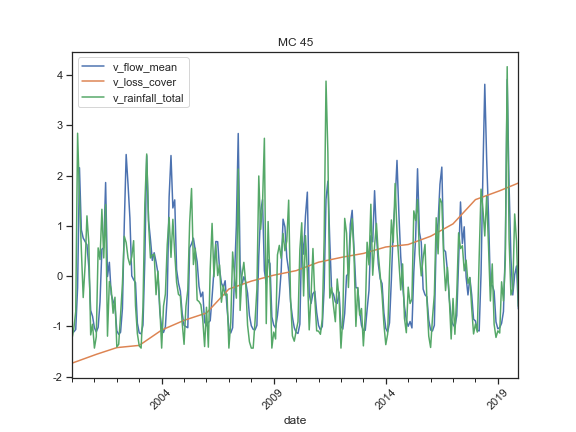 MC 45
v_flow_mean
v_loss_cover
v_rainfall_total
4
3
2
1
0
-1
-2
2004
2009
2014
2019
date